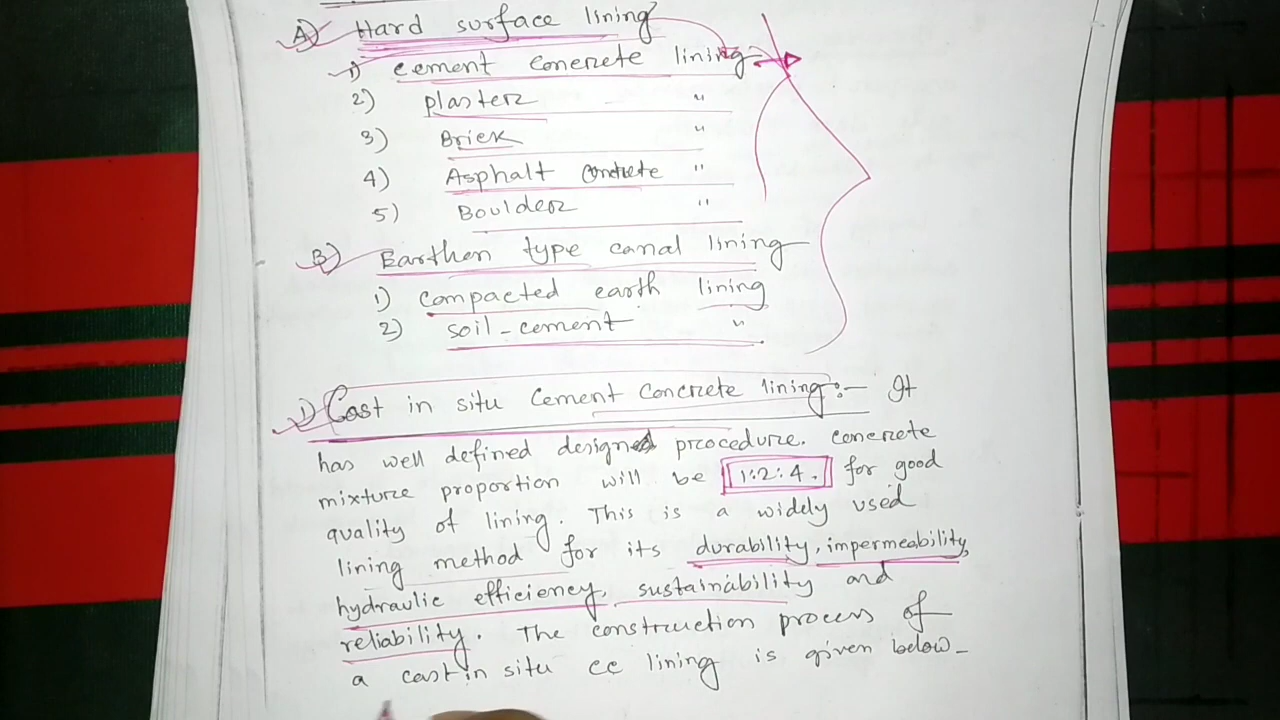 A) Hard surface lining
1) cement concrete lining
2) plaster "
3) Brick "
4) Asphalt concrete "
5) Boulder "
B) Earthen type canal lining
1) compacted earth lining
2) soil-cement "
1) Cast in situ Cement Concrete lining:- It
has well defined designed procedure. concrete
mixture proportion will be 1:2:4. for good
quality of lining. This is a widely used
lining method for its durability, impermeability,
hydraulic efficiency, sustainability and
reliability. The construction process of
a cast in situ cc lining is given below-